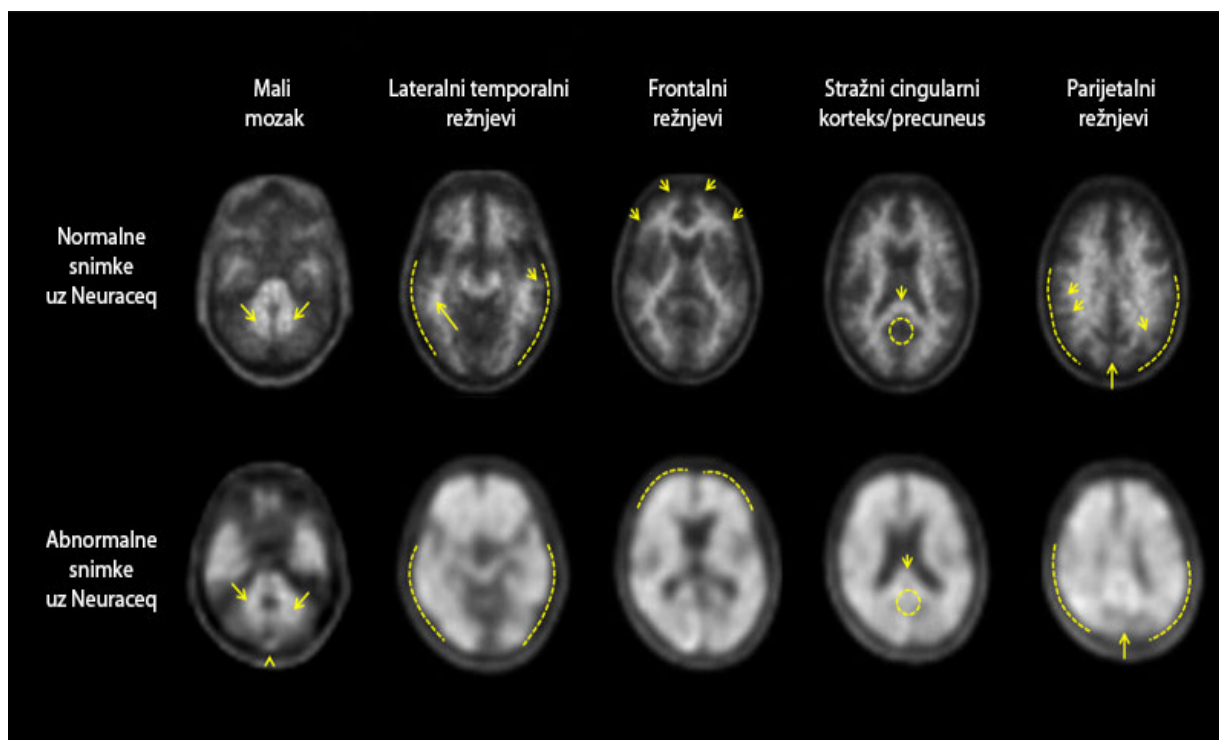 Mali
mozak
Lateralni temporalni
režnjevi
Frontalni
režnjevi
Stražni cingularni
korteks/precuneus
Parijetalni
režnjevi
Normalne
snimke
uz Neuraceq
Abnormalne
snimke
uz Neuraceq